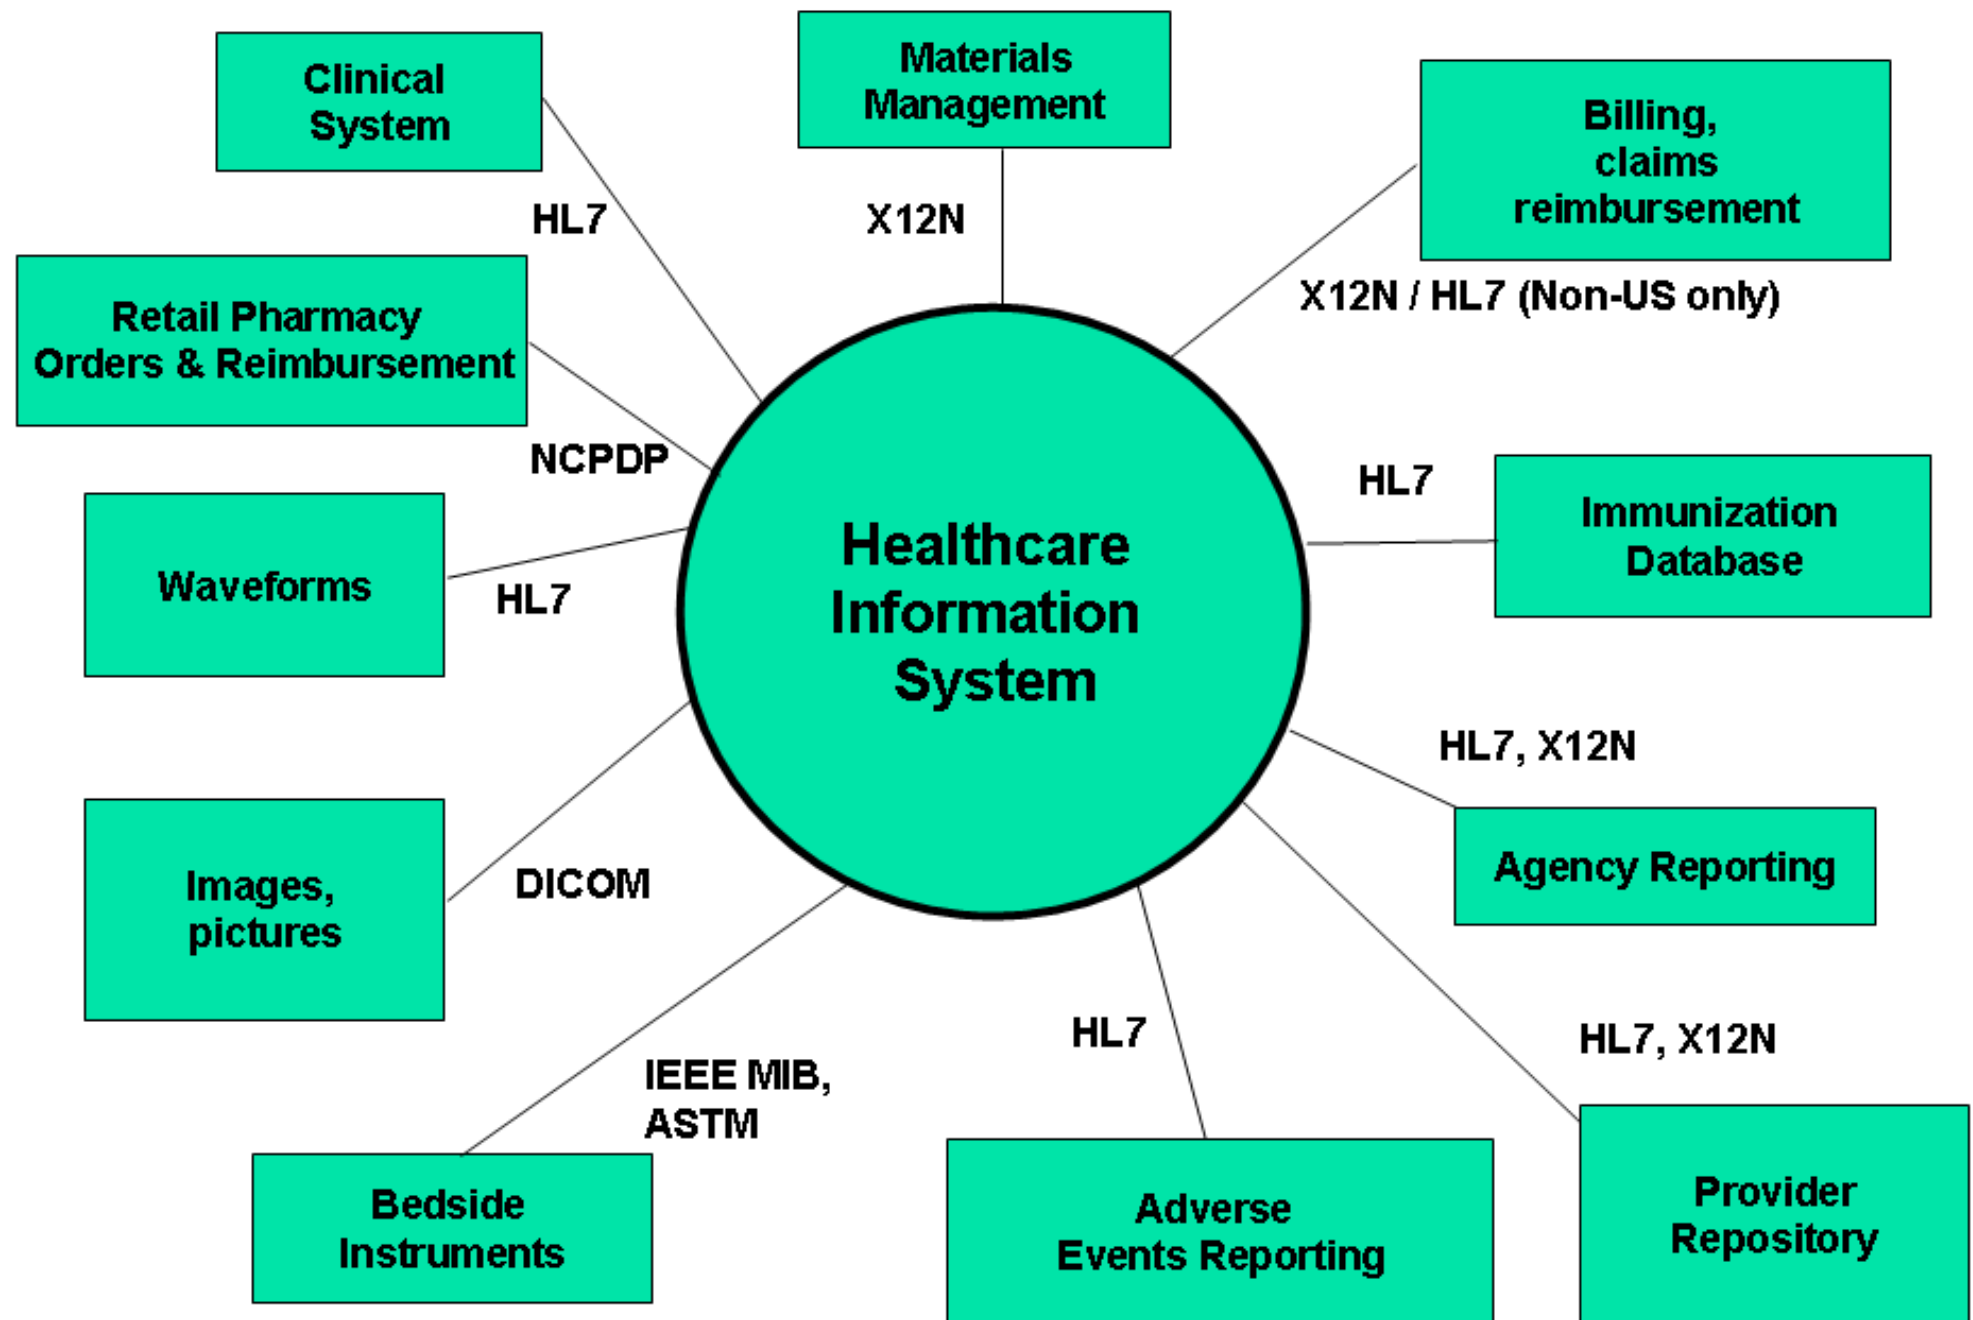 Clinical
System
Materials
Management
Billing,
claims
reimbursement
HL7
X12N
X12N / HL7 (Non-US only)
Retail Pharmacy
Orders & Reimbursement
NCPDP
HL7
Immunization
Database
Waveforms
HL7
Healthcare
Information
System
HL7, X12N
Agency Reporting
Images,
pictures
DICOM
HL7
HL7, X12N
IEEE MIB,
ASTM
Bedside
Instruments
Adverse
Events Reporting
Provider
Repository